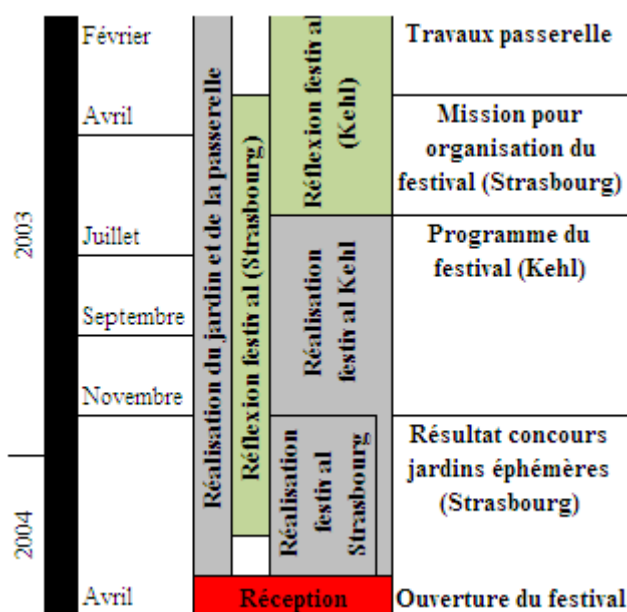 2003
2004
Février
Avril
Juillet
Septembre
Novembre
Avril
Réalisation du jardin et de la passerelle
Réflexion festival (Strasbourg)
Réflexion festival
(Kehl)
Réalisation
festival Kehl
Réalisation
festival
Strasbourg
Réception
Travaux passerelle
Mission pour
organisation du
festival (Strasbourg)
Programme du
festival (Kehl)
Résultat concours
jardins éphémères
(Strasbourg)
Ouverture du festival